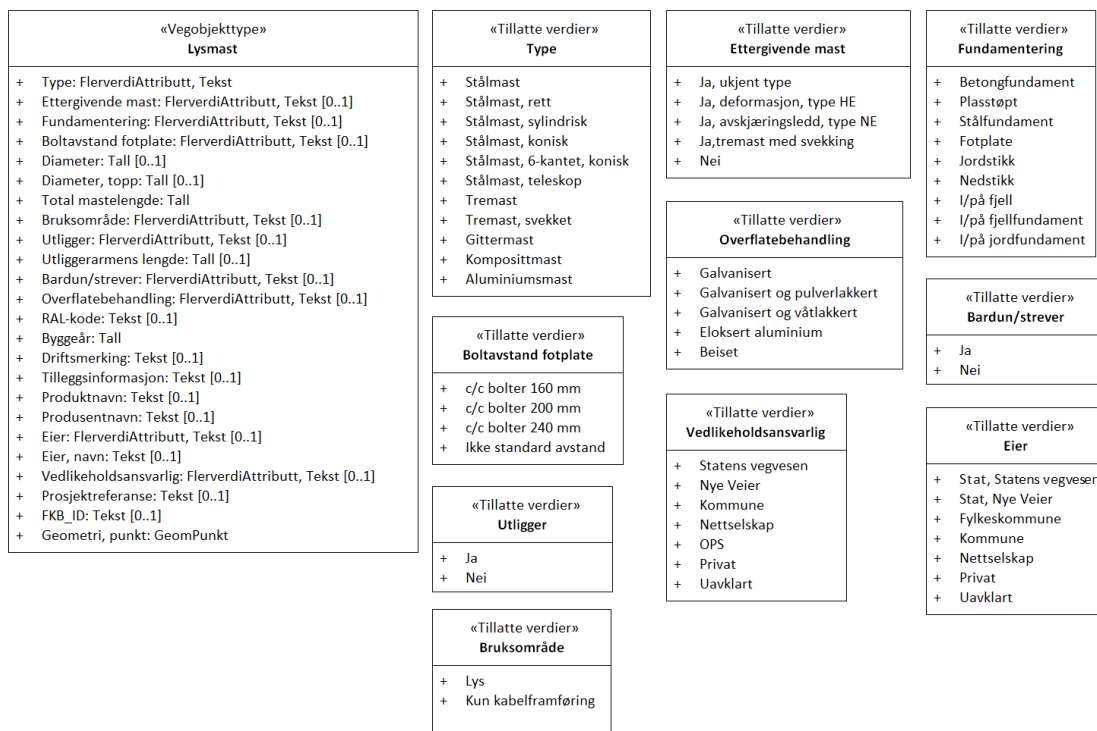 «Vegobjekttype»
Lysmast
+ Type: FlerverdiAttributt, Tekst
+ Ettergivende mast: FlerverdiAttributt, Tekst [0..1]
+ Fundamentering: FlerverdiAttributt, Tekst [0..1]
+ Boltavstand fotplate: FlerverdiAttributt, Tekst [0..1]
+ Diameter: Tall [0..1]
+ Diameter, topp: Tall [0..1]
+ Total mastelengde: Tall
+ Bruksområde: FlerverdiAttributt, Tekst [0..1]
+ Utligger: FlerverdiAttributt, Tekst [0..1]
+ Utliggerarmens lengde: Tall [0..1]
+ Bardun/strever: FlerverdiAttributt, Tekst [0..1]
+ Overflatebehandling: FlerverdiAttributt, Tekst [0..1]
+ RAL-kode: Tekst [0..1]
+ Byggeår: Tall
+ Driftsmerking: Tekst [0..1]
+ Tilleggsinformasjon: Tekst [0..1]
+ Produktnavn: Tekst [0..1]
+ Produsentnavn: Tekst [0..1]
+ Eier: FlerverdiAttributt, Tekst [0..1]
+ Eier, navn: Tekst [0..1]
+ Vedlikeholdsansvarlig: FlerverdiAttributt, Tekst [0..1]
+ Prosjektreferanse: Tekst [0..1]
+ FKB_ID: Tekst [0..1]
+ Geometri, punkt: GeomPunkt
«Tillatte verdier»
Type
+ Stålmast
+ Stålmast, rett
+ Stålmast, sylindrisk
+ Stålmast, konisk
+ Stålmast, 6-kantet, konisk
+ Stålmast, teleskop
+ Tremast
+ Tremast, svekket
+ Gittermast
+ Komposittmast
+ Aluminiumsmast
«Tillatte verdier»
Boltavstand fotplate
+ c/c bolter 160 mm
+ c/c bolter 200 mm
+ c/c bolter 240 mm
+ Ikke standard avstand
«Tillatte verdier»
Utligger
+ Ja
+ Nei
«Tillatte verdier»
Bruksområde
+ Lys
+ Kun kabelframføring
«Tillatte verdier»
Ettergivende mast
+ Ja, ukjent type
+ Ja, deformasjon, type HE
+ Ja, avskjæringsledd, type NE
+ Ja,tremast med svekking
+ Nei
«Tillatte verdier»
Overflatebehandling
+ Galvanisert
+ Galvanisert og pulverlakkert
+ Galvanisert og våtlakkert
+ Eloksert aluminium
+ Beiset
«Tillatte verdier»
Vedlikeholdsansvarlig
+ Statens vegvesen
+ Nye Veier
+ Kommune
+ Nettselskap
+ OPS
+ Privat
+ Uavklart
«Tillatte verdier»
Fundamentering
+ Betongfundament
+ Plasstøpt
+ Stålfundament
+ Fotplate
+ Jordstikk
+ Nedstikk
+ I/på fjell
+ I/på fjellfundament
+ I/på jordfundament
«Tillatte verdier»
Bardun/strever
+ Ja
+ Nei
«Tillatte verdier»
Eier
+ Stat, Statens vegvesen
+ Stat, Nye Veier
+ Fylkeskommune
+ Kommune
+ Nettselskap
+ Privat
+ Uavklart